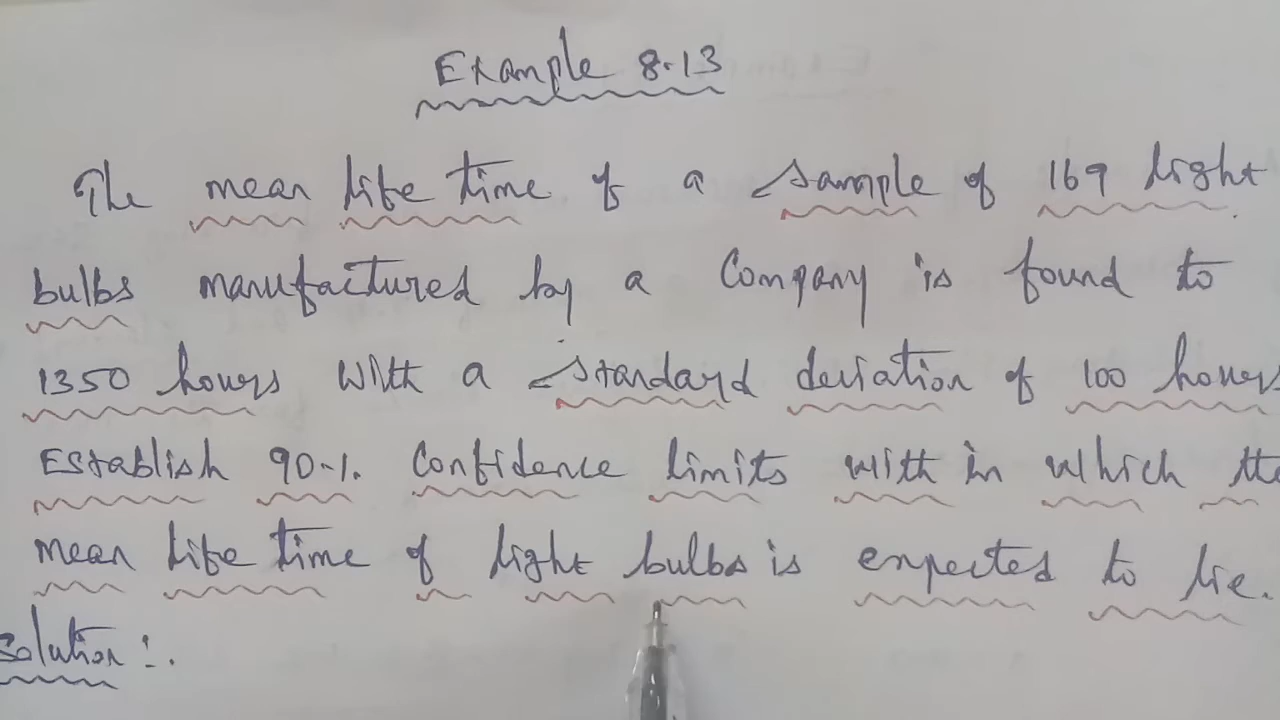 Example 8.13
The mean life time of a sample of 169 light
bulbs manufactured by a Company is found to
1350 hours with a standard deviation of 100 hours
Establish 90.1. Confidence limits with in which the
mean life time of light bulbs is expected to lie.
Solution :.